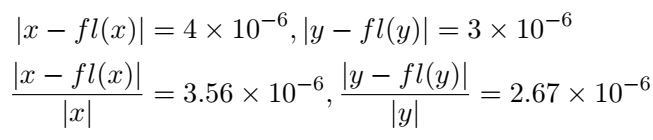 |x − fl(x)| = 4 × 10⁻⁶, |y − fl(y)| = 3 × 10⁻⁶
|x − fl(x)| / |x| = 3.56 × 10⁻⁶, |y − fl(y)| / |y| = 2.67 × 10⁻⁶